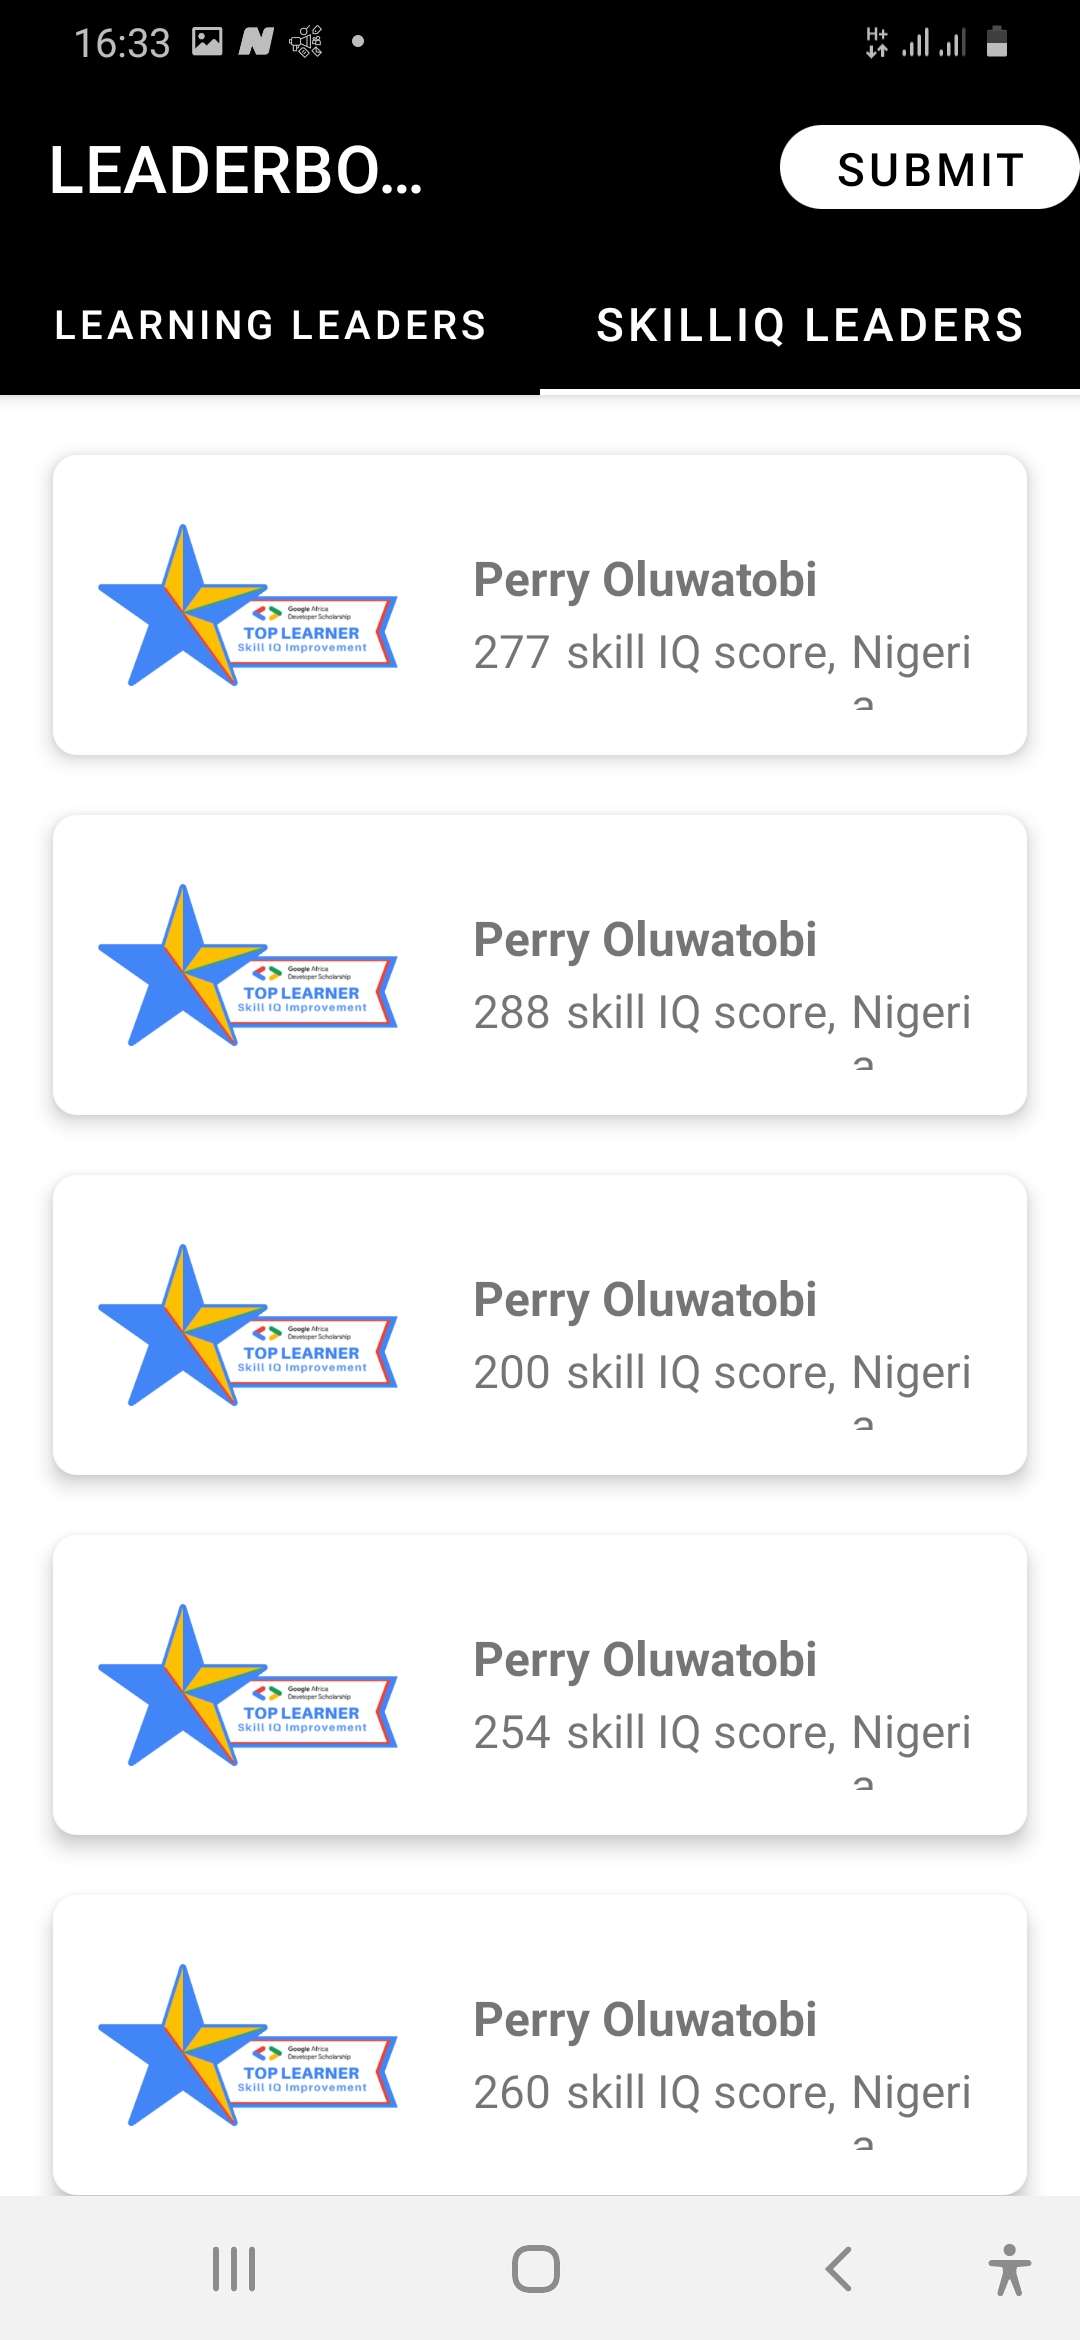 16:33
H+
LEADERBO...
SUBMIT
LEARNING LEADERS
SKILLIQ LEADERS
Google Africa
Developer Scholarship
TOP LEARNER
Skill IQ Improvement
Perry Oluwatobi
277 skill IQ score, Nigeri
a
Google Africa
Developer Scholarship
TOP LEARNER
Skill IQ Improvement
Perry Oluwatobi
288 skill IQ score, Nigeri
a
Google Africa
Developer Scholarship
TOP LEARNER
Skill IQ Improvement
Perry Oluwatobi
200 skill IQ score, Nigeri
a
Google Africa
Developer Scholarship
TOP LEARNER
Skill IQ Improvement
Perry Oluwatobi
254 skill IQ score, Nigeri
a
Google Africa
Developer Scholarship
TOP LEARNER
Skill IQ Improvement
Perry Oluwatobi
260 skill IQ score, Nigeri
a